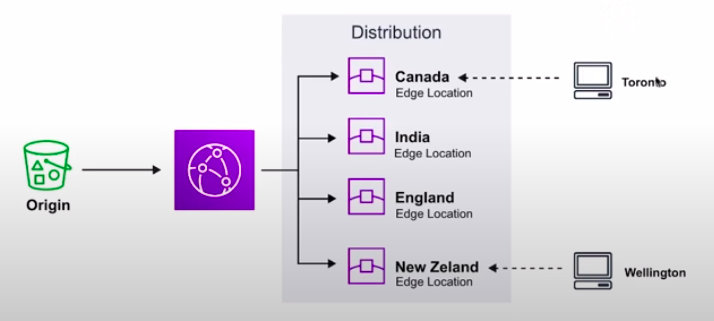 Distribution
Canada
Edge Location
Toronto
India
Edge Location
Origin
England
Edge Location
New Zeland
Edge Location
Wellington